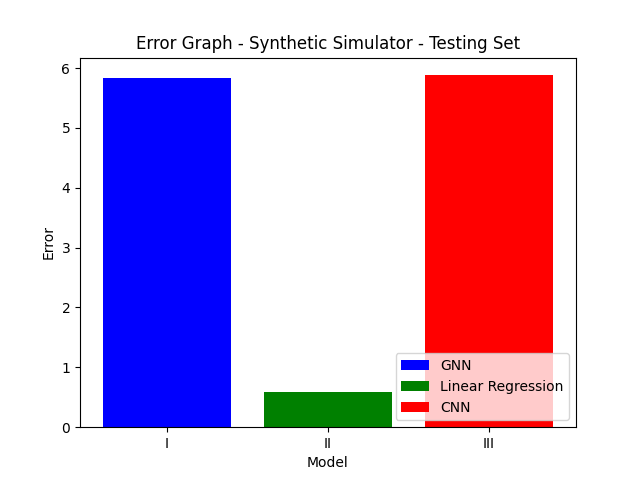 Error Graph - Synthetic Simulator - Testing Set
Error
6
5
4
3
2
1
0
GNN
Linear Regression
CNN
I
II
III
Model